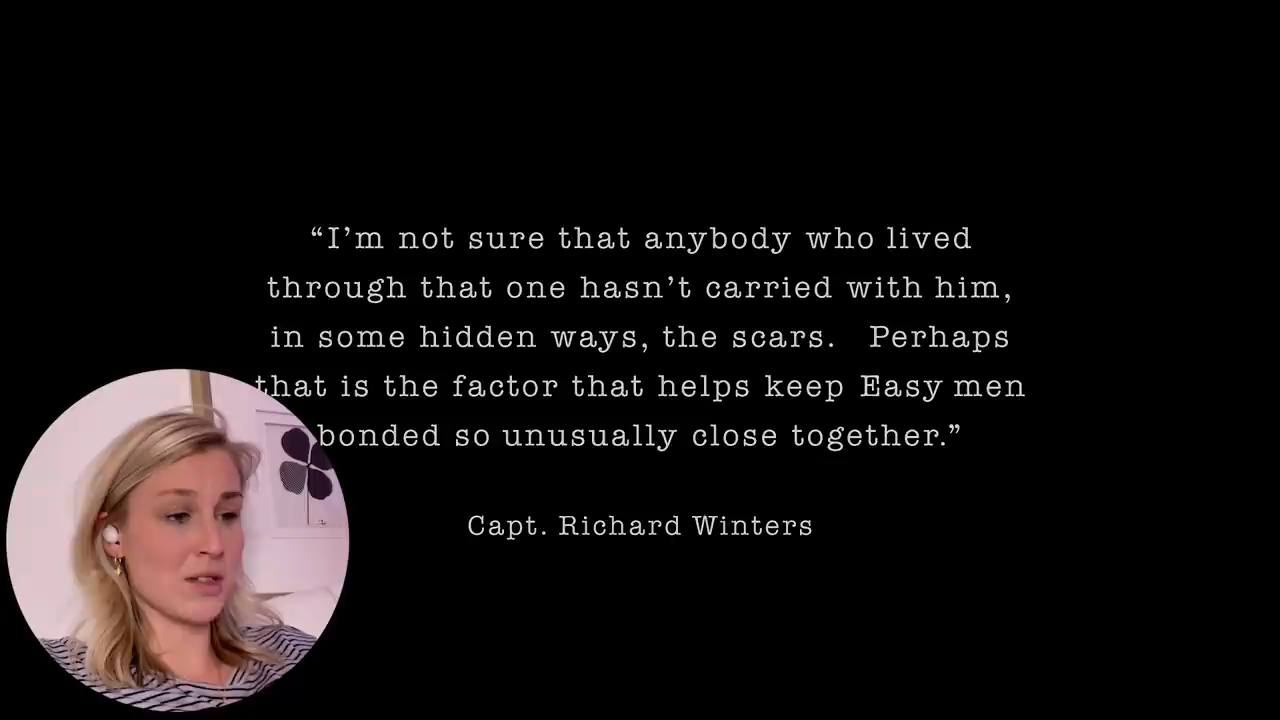 “I’m not sure that anybody who lived
through that one hasn’t carried with him,
in some hidden ways, the scars. Perhaps
that is the factor that helps keep Easy men
bonded so unusually close together.”
Capt. Richard Winters